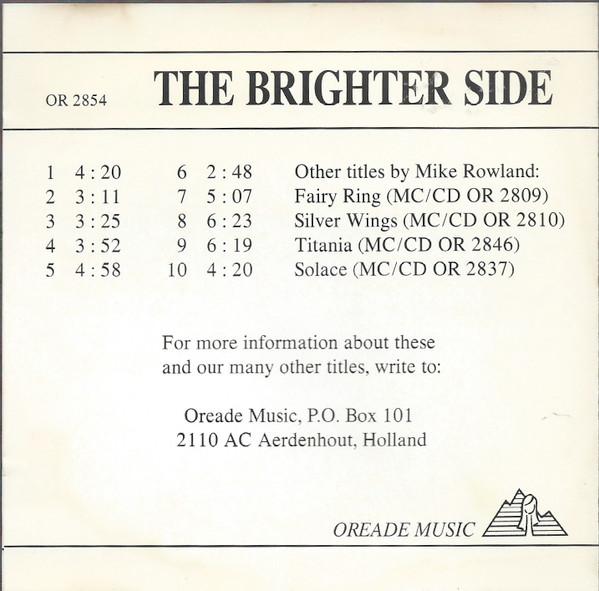 OR 2854 THE BRIGHTER SIDE
1 4 : 20 6 2 : 48 Other titles by Mike Rowland:
2 3 : 11 7 5 : 07 Fairy Ring (MC/CD OR 2809)
3 3 : 25 8 6 : 23 Silver Wings (MC/CD OR 2810)
4 3 : 52 9 6 : 19 Titania (MC/CD OR 2846)
5 4 : 58 10 4 : 20 Solace (MC/CD OR 2837)
For more information about these
and our many other titles, write to:
Oreade Music, P.O. Box 101
2110 AC Aerdenhout, Holland
OREADE MUSIC